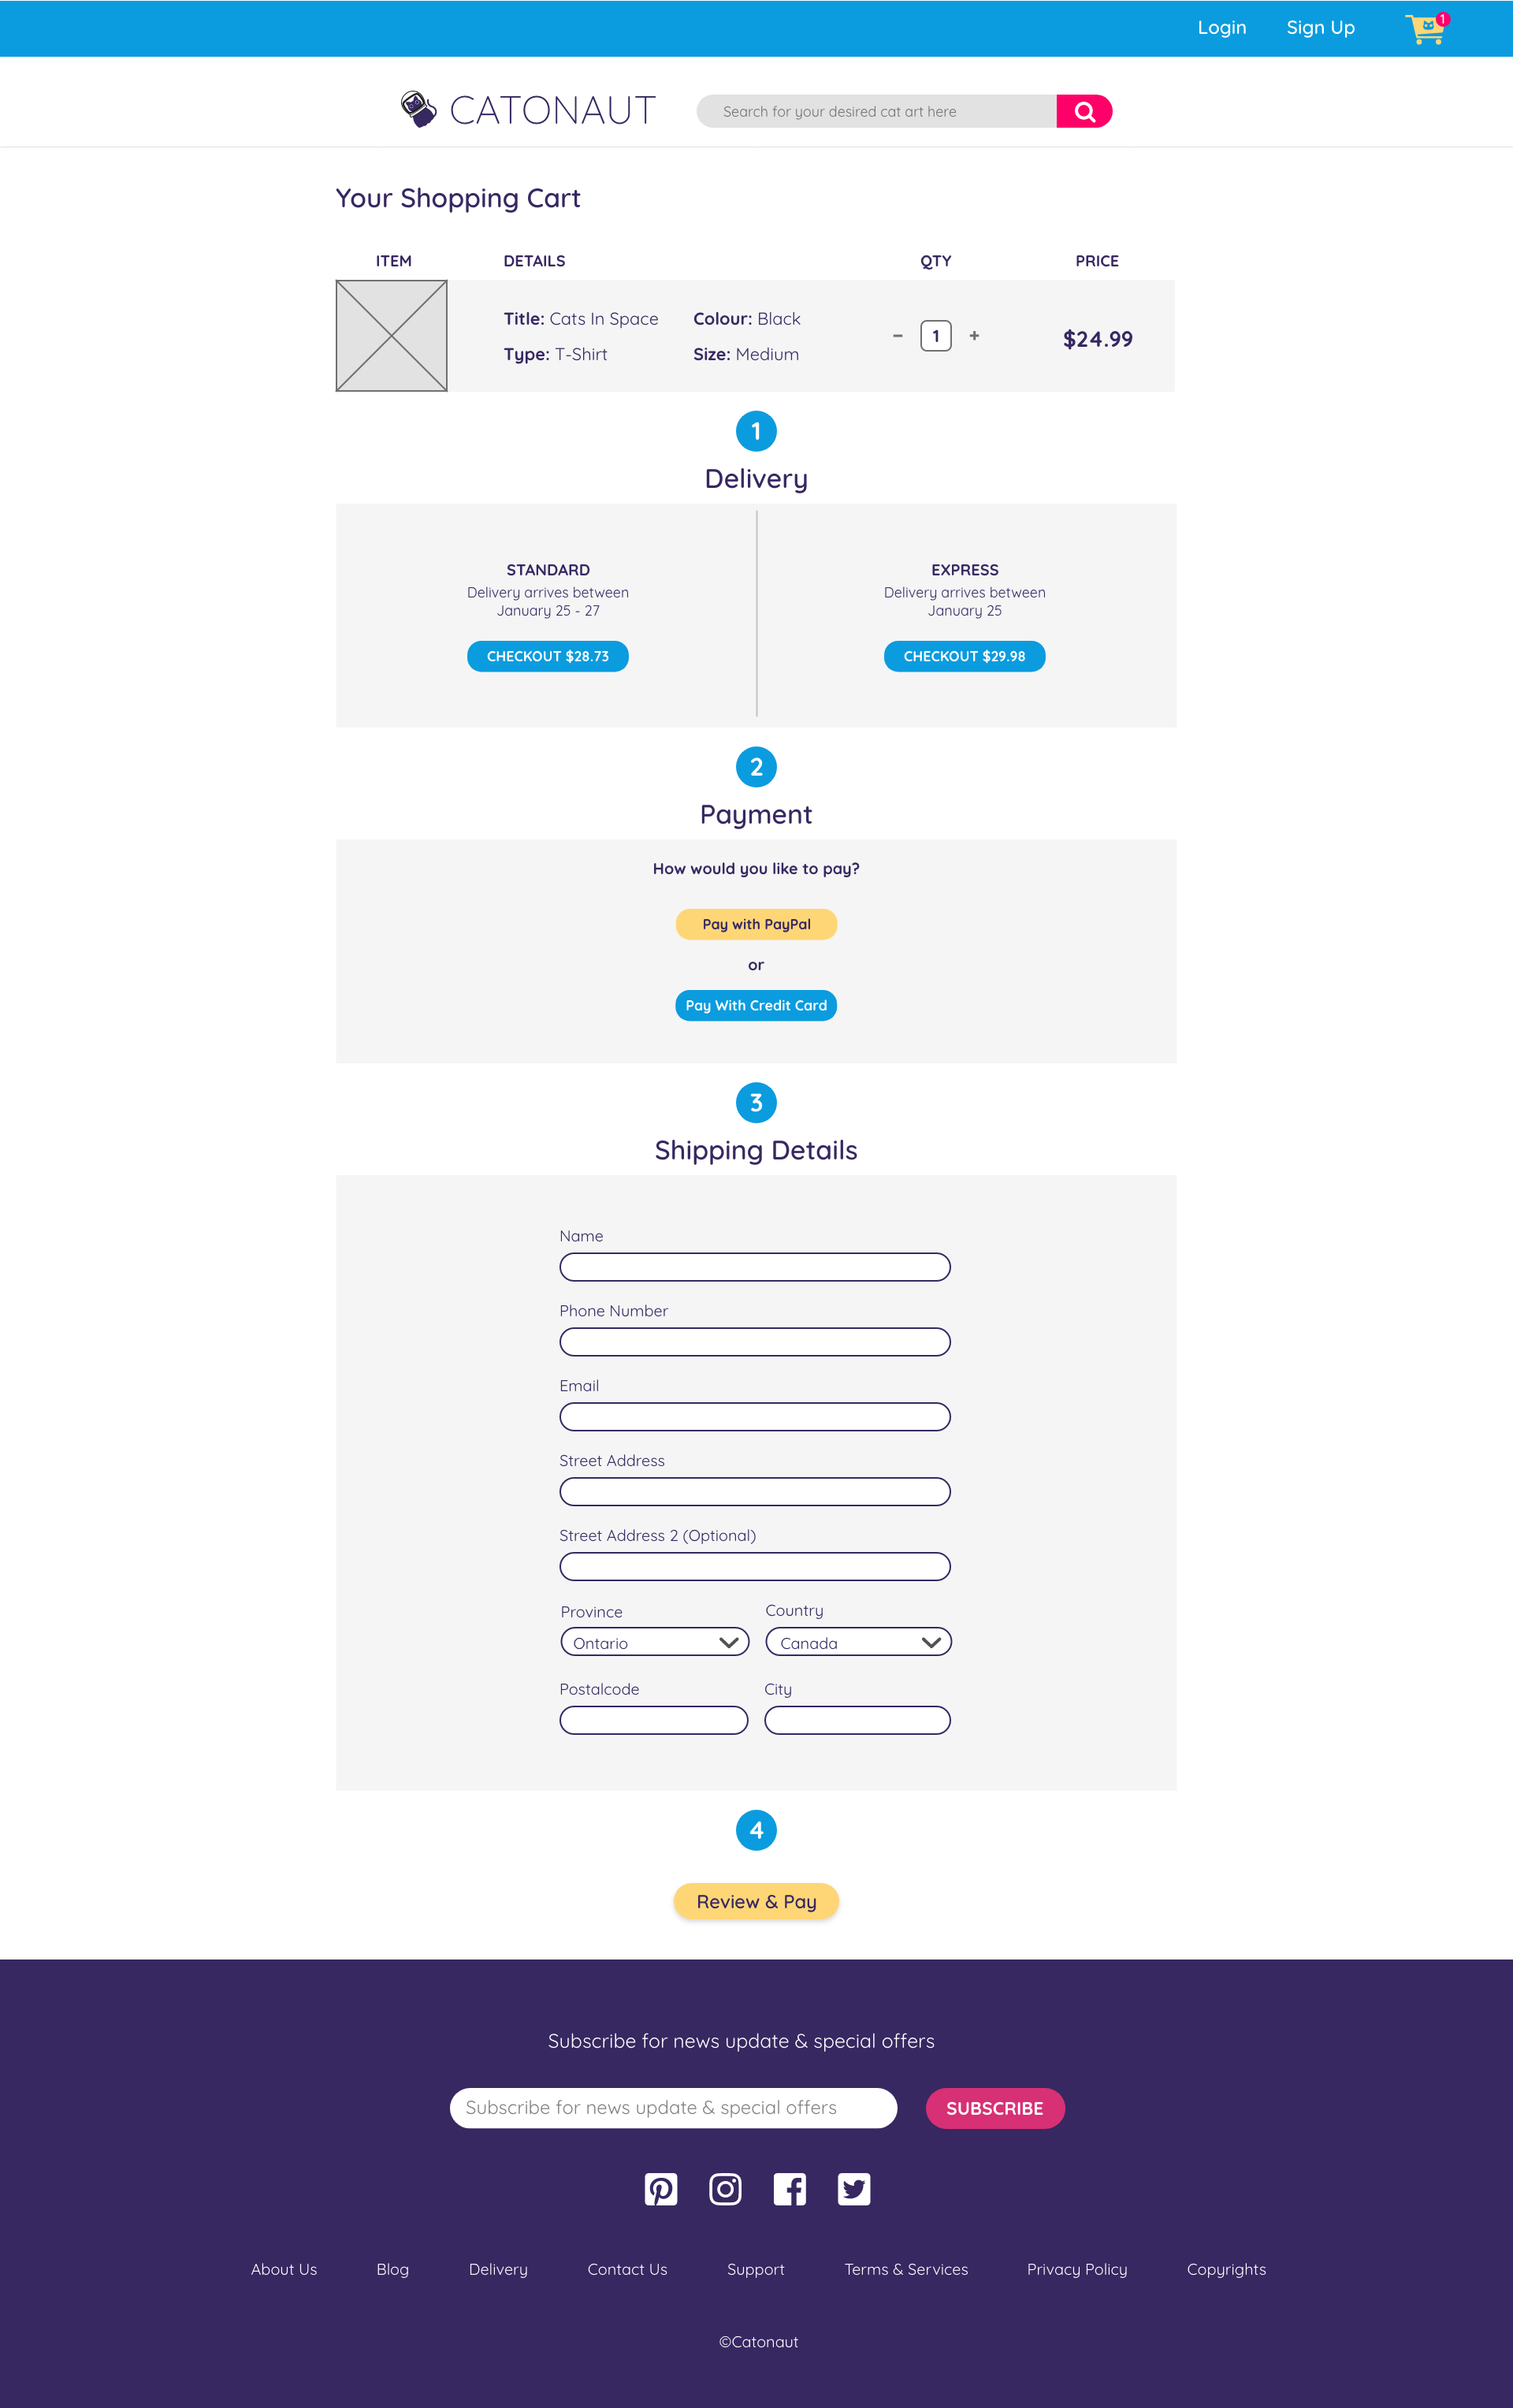 Login Sign Up 1
CATONAUT Search for your desired cat art here
Your Shopping Cart
ITEM DETAILS QTY PRICE
Title: Cats In Space Colour: Black
− 1 + $24.99
Type: T-Shirt Size: Medium
1
Delivery
STANDARD EXPRESS
Delivery arrives between Delivery arrives between
January 25 - 27 January 25
CHECKOUT $28.73 CHECKOUT $29.98
2
Payment
How would you like to pay?
Pay with PayPal
or
Pay With Credit Card
3
Shipping Details
Name
Phone Number
Email
Street Address
Street Address 2 (Optional)
Province Country
Ontario Canada
Postalcode City
4
Review & Pay
Subscribe for news update & special offers
Subscribe for news update & special offers SUBSCRIBE
About Us Blog Delivery Contact Us Support Terms & Services Privacy Policy Copyrights
©Catonaut